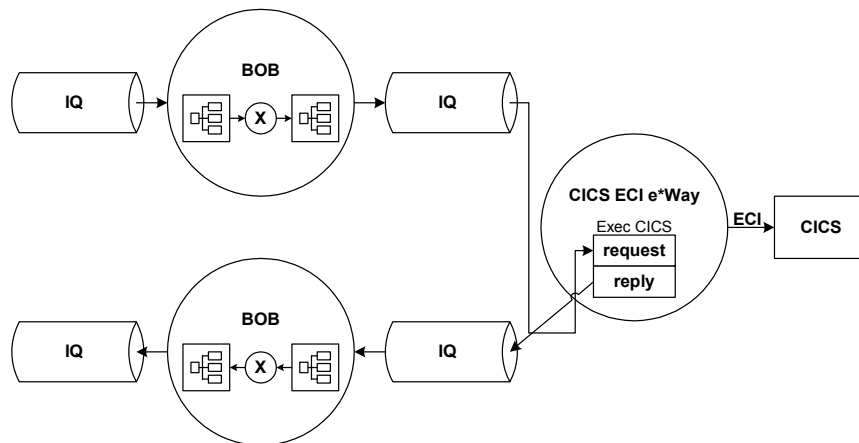 BOB
IQ
X
IQ
CICS ECI e*Way
Exec CICS
request
reply
ECI
CICS
BOB
IQ
X
IQ